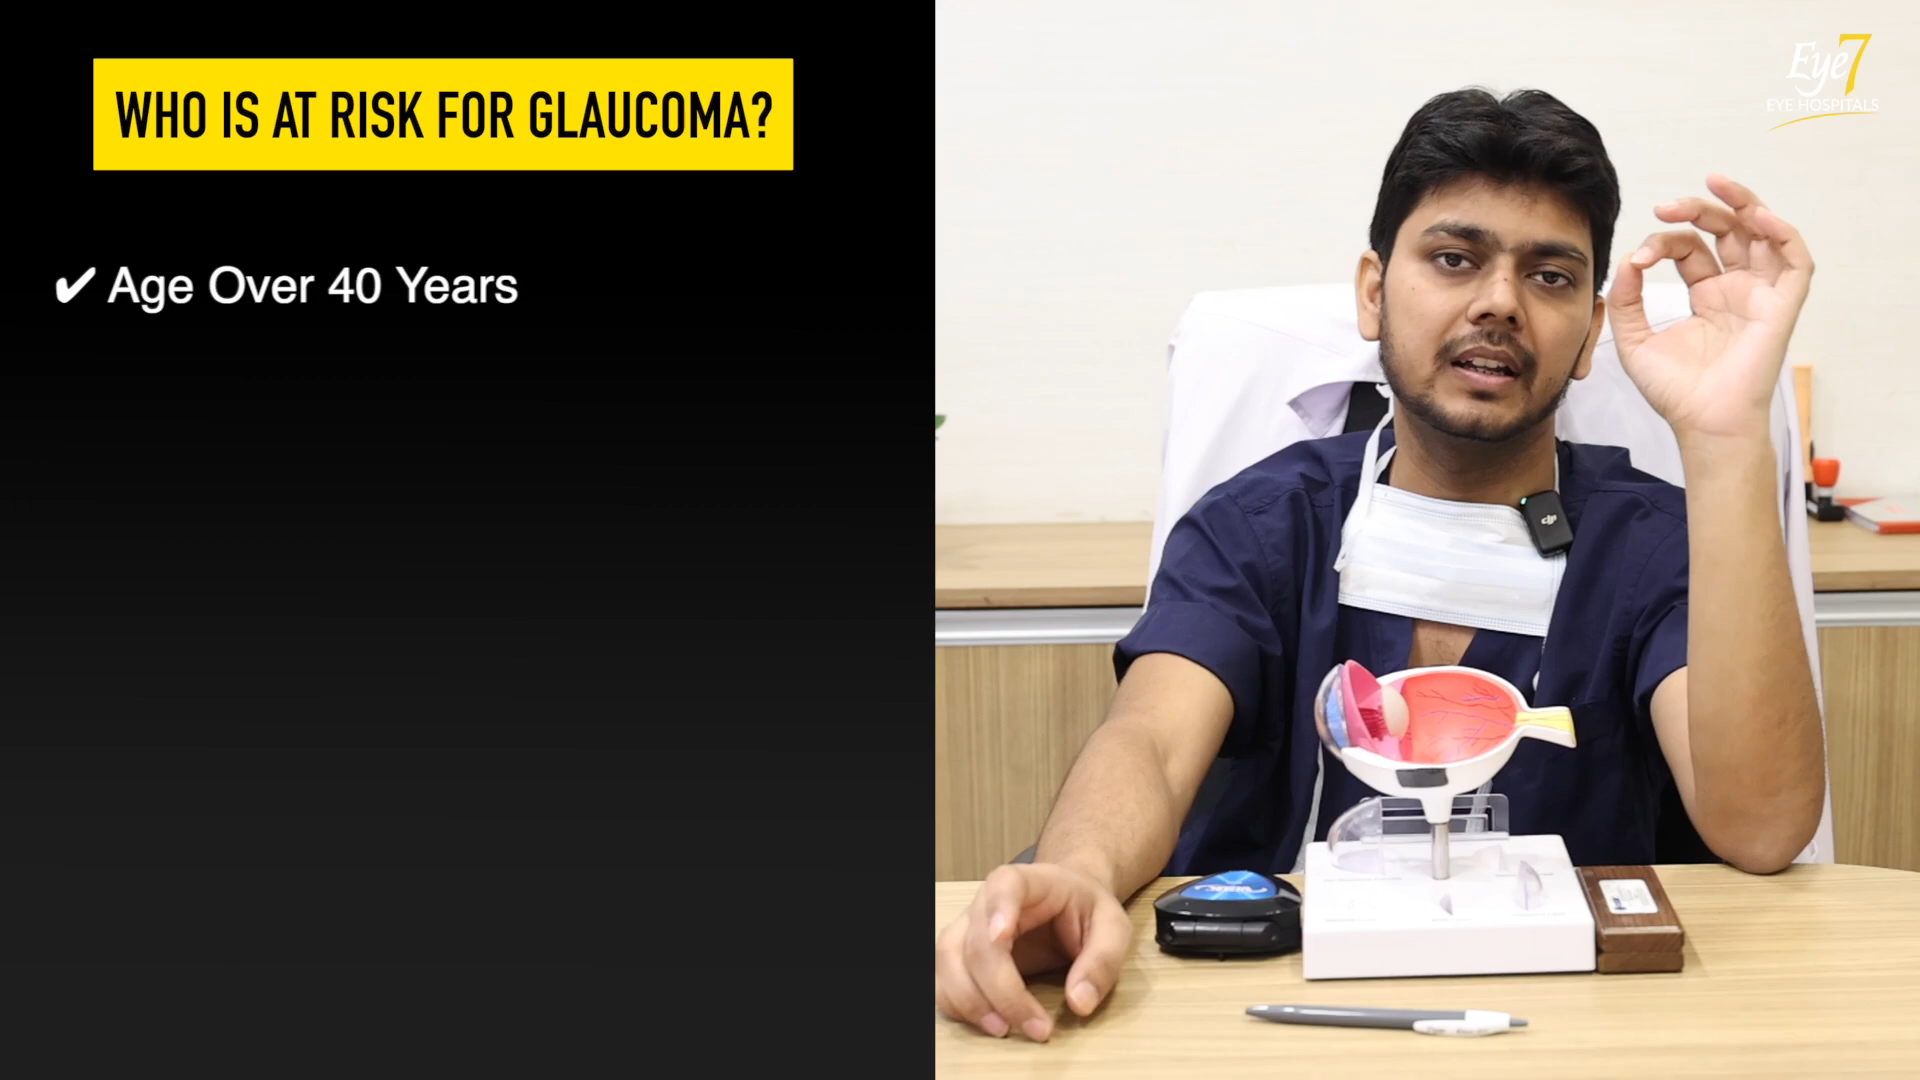 WHO IS AT RISK FOR GLAUCOMA?
✔ Age Over 40 Years
Eye7
EYE HOSPITALS